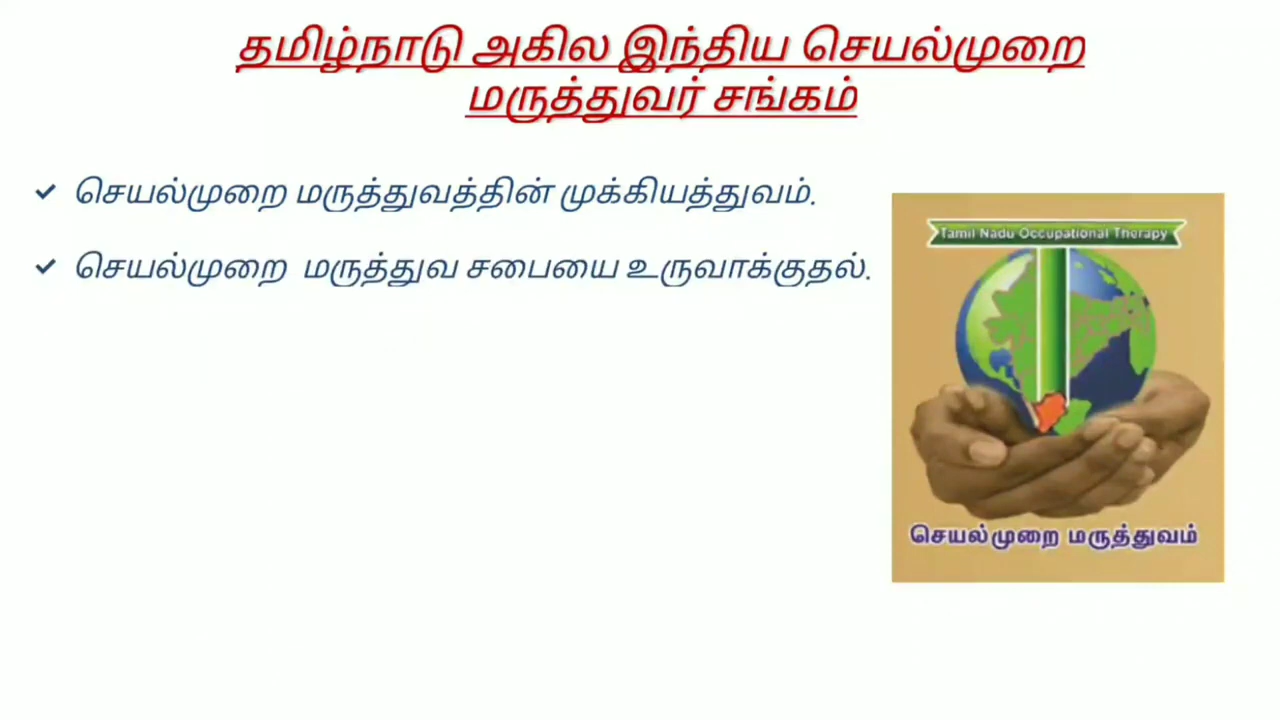 தமிழ்நாடு அகில இந்திய செயல்முறை
மருத்துவர் சங்கம்
செயல்முறை மருத்துவத்தின் முக்கியத்துவம்.
செயல்முறை மருத்துவ சபையை உருவாக்குதல்.
Tamil Nadu Occupational Therapy
செயல்முறை மருத்துவம்